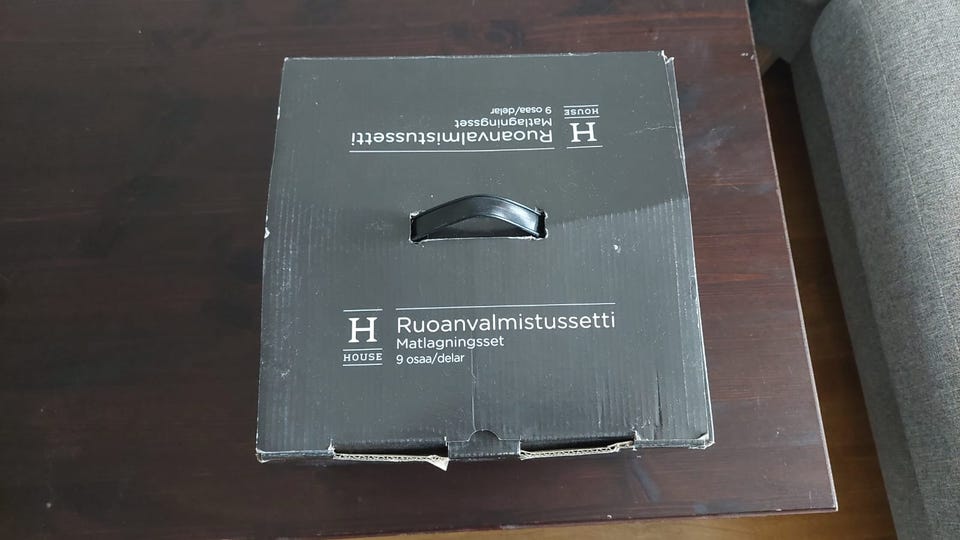 Ruoanvalmistussetti
Matlagningsset
9 osaa/delar
H
HOUSE
H
HOUSE
Ruoanvalmistussetti
Matlagningsset
9 osaa/delar